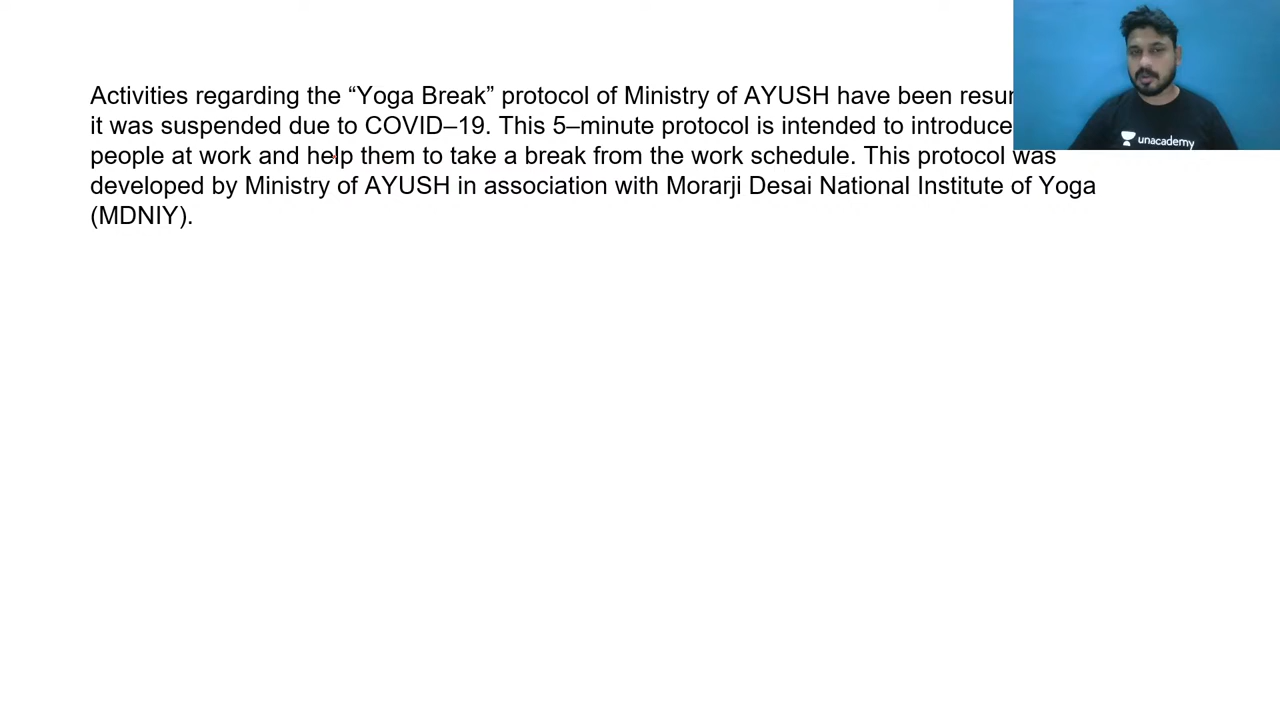 Activities regarding the “Yoga Break” protocol of Ministry of AYUSH have been
it was suspended due to COVID–19. This 5–minute protocol is intended to introduce
people at work and help them to take a break from the work schedule. This protocol was
developed by Ministry of AYUSH in association with Morarji Desai National Institute of Yoga
(MDNIY).
unacademy